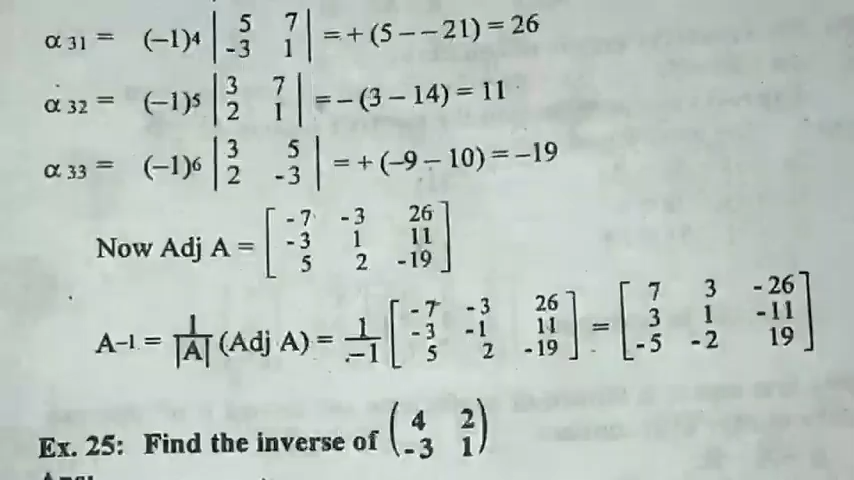 α 31 = (–1)4 | 5 7 | = + (5 – – 21) = 26
-3 1
α 32 = (–1)5 | 3 7 | = – (3 – 14) = 11
2 1
α 33 = (–1)6 | 3 5 | = + (–9 – 10) = –19
2 -3
- 7 - 3 26
Now Adj A = [ - 3 1 11 ]
5 2 -19
A–1 = 1/|A| (Adj A) = 1/–1 [ - 7 - 3 26 ] = [ 7 3 - 26 ]
- 3 - 1 11 3 1 -11
5 2 - 19 - 5 - 2 19
Ex. 25: Find the inverse of ( 4 2 )
-3 1